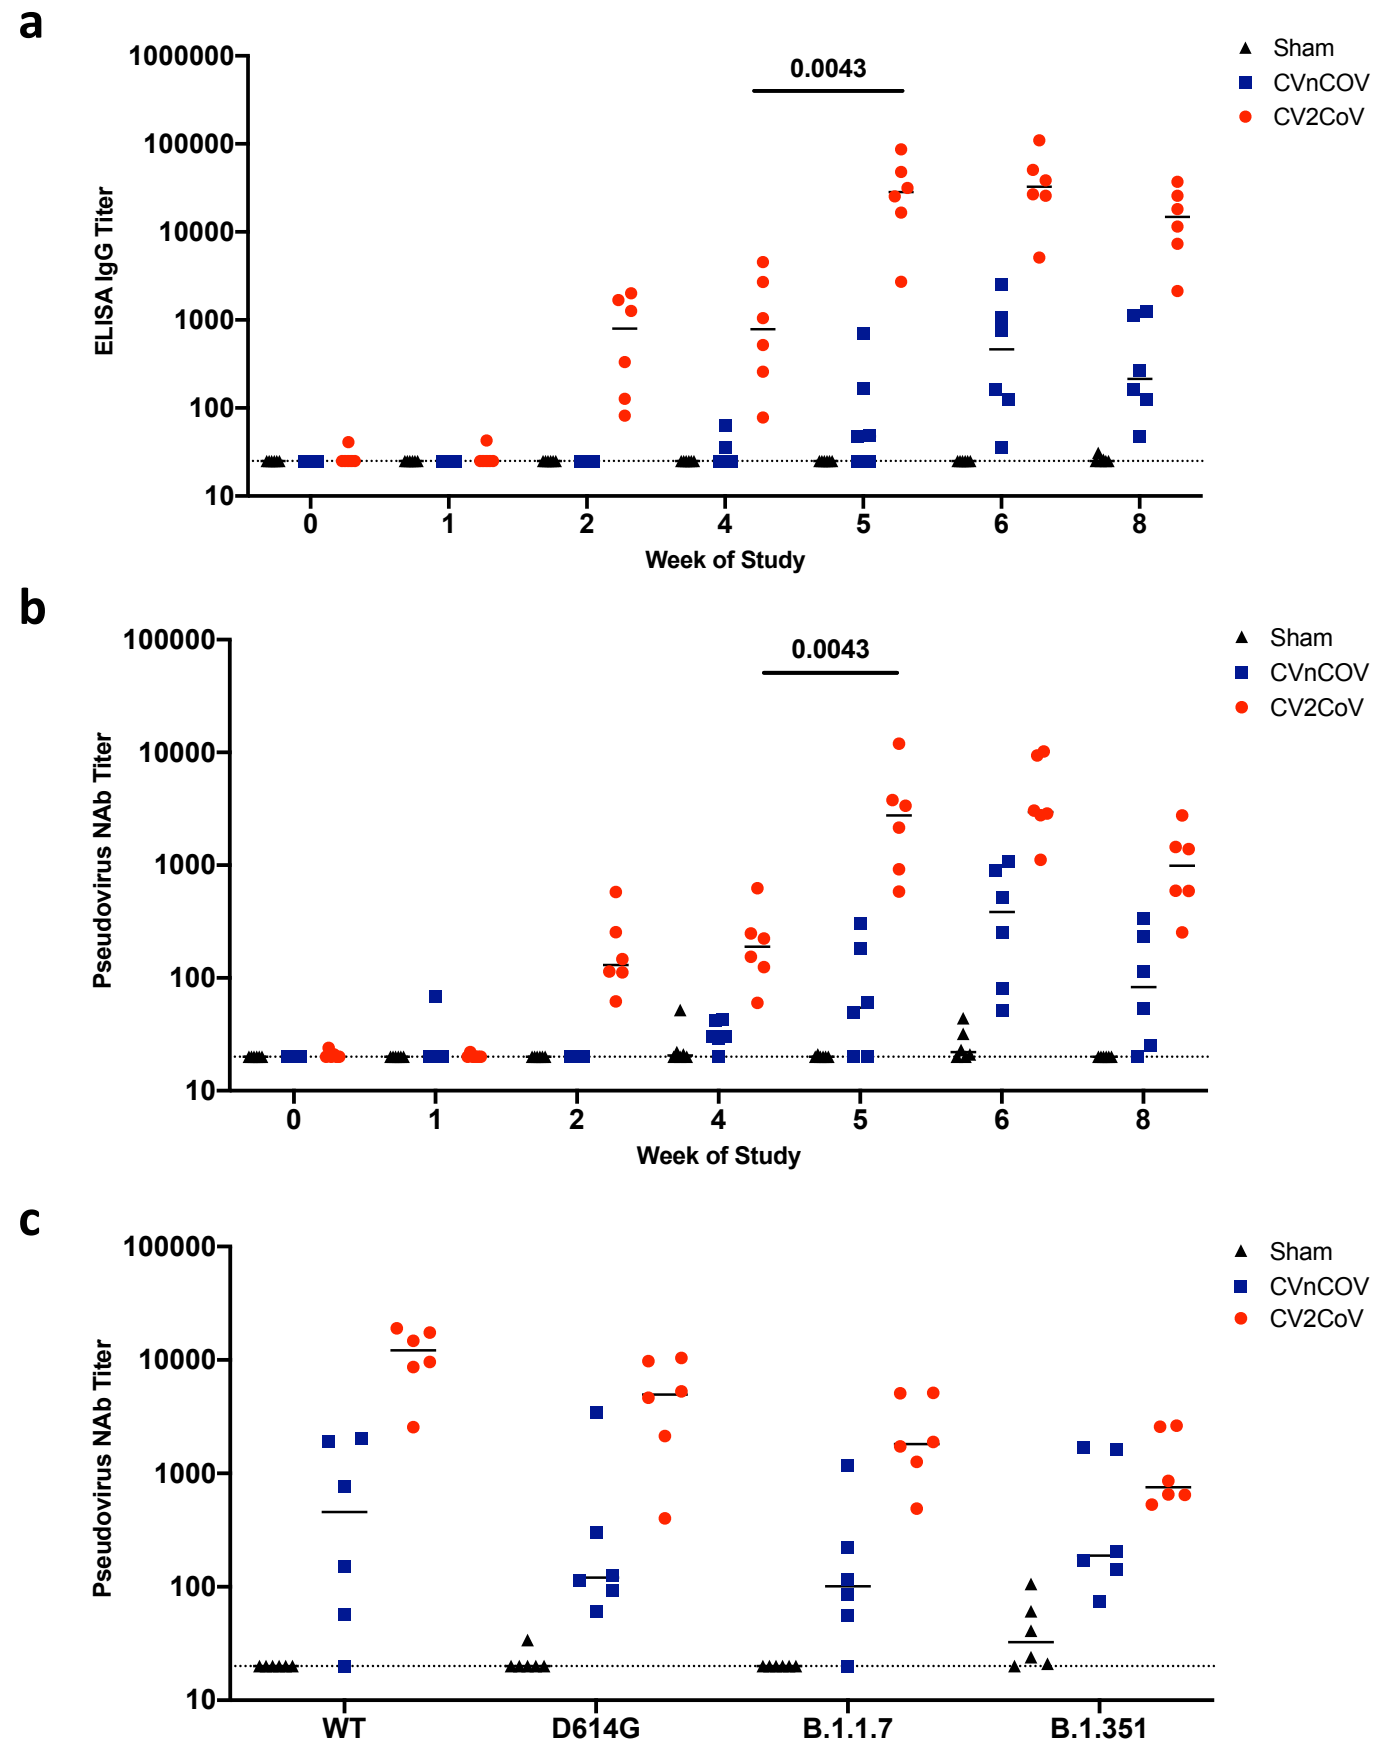 a
1000000
100000
10000
1000
100
10
ELISA IgG Titer
0.0043
Sham
CVnCOV
CV2CoV
0 1 2 4 5 6 8
Week of Study
b
100000
10000
1000
100
10
Pseudovirus NAb Titer
0.0043
Sham
CVnCOV
CV2CoV
0 1 2 4 5 6 8
Week of Study
c
100000
10000
1000
100
10
Pseudovirus NAb Titer
Sham
CVnCOV
CV2CoV
WT D614G B.1.1.7 B.1.351